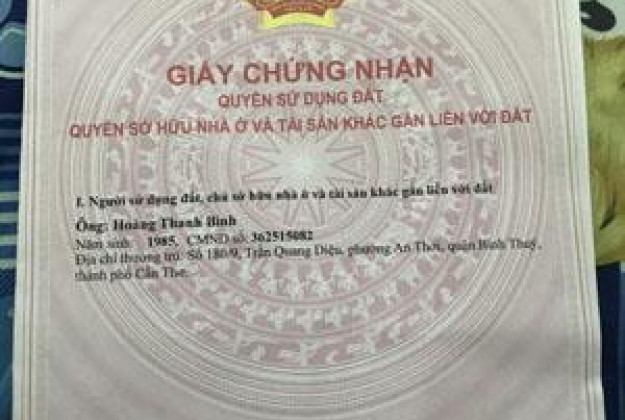 GIẤY CHỨNG NHẬN
QUYỀN SỬ DỤNG ĐẤT
QUYỀN SỞ HỮU NHÀ Ở VÀ TÀI SẢN KHÁC GẮN LIỀN VỚI ĐẤT
I. Người sử dụng đất, chủ sở hữu nhà ở và tài sản khác gắn liền với đất
Ông: Hoàng Thanh Bình
Năm sinh: 1985, CMND số: 362515082
Địa chỉ thường trú: Số 180/9, Trần Quang Diệu, phường An Thới, quận Bình Thuỷ,
thành phố Cần Thơ.